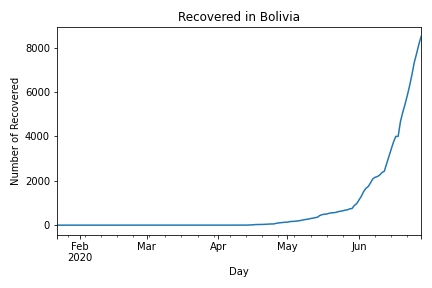 Recovered in Bolivia
Number of Recovered
8000
6000
4000
2000
0
Feb
2020
Mar
Apr
May
Jun
Day